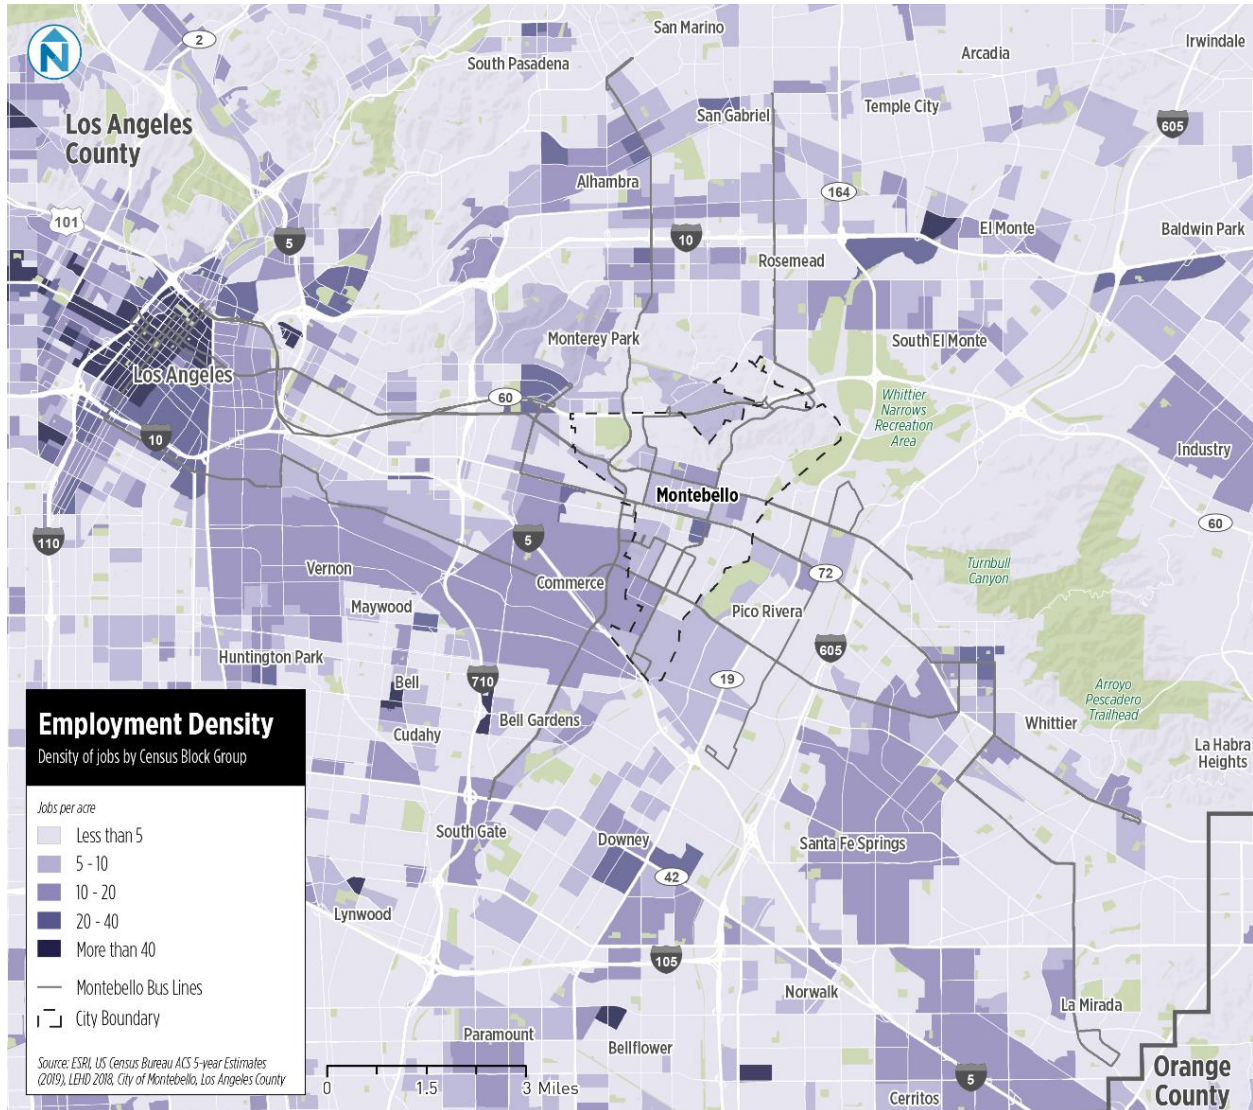 N
2
San Marino
South Pasadena
Arcadia
Irwindale
Los Angeles
County
San Gabriel
Temple City
605
Alhambra
164
101
5
10
El Monte
Baldwin Park
Rosemead
Monterey Park
South El Monte
Los Angeles
60
Whittier
Narrows
Recreation
Area
10
Industry
Montebello
60
110
5
Vernon
Commerce
72
Turnbull
Canyon
Maywood
Pico Rivera
Huntington Park
605
Bell
710
19
Arroyo
Pescadero
Trailhead
Bell Gardens
Whittier
Cudahy
La Habra
Heights
South Gate
Downey
Santa Fe Springs
42
Lynwood
105
Norwalk
La Mirada
Paramount
Bellflower
5
Orange
County
Cerritos
Employment Density
Density of jobs by Census Block Group
Jobs per acre
Less than 5
5 - 10
10 - 20
20 - 40
More than 40
Montebello Bus Lines
City Boundary
Source: ESRI, US Census Bureau ACS 5-year Estimates
(2019), LEHD 2018, City of Montebello, Los Angeles County
0 1.5 3 Miles